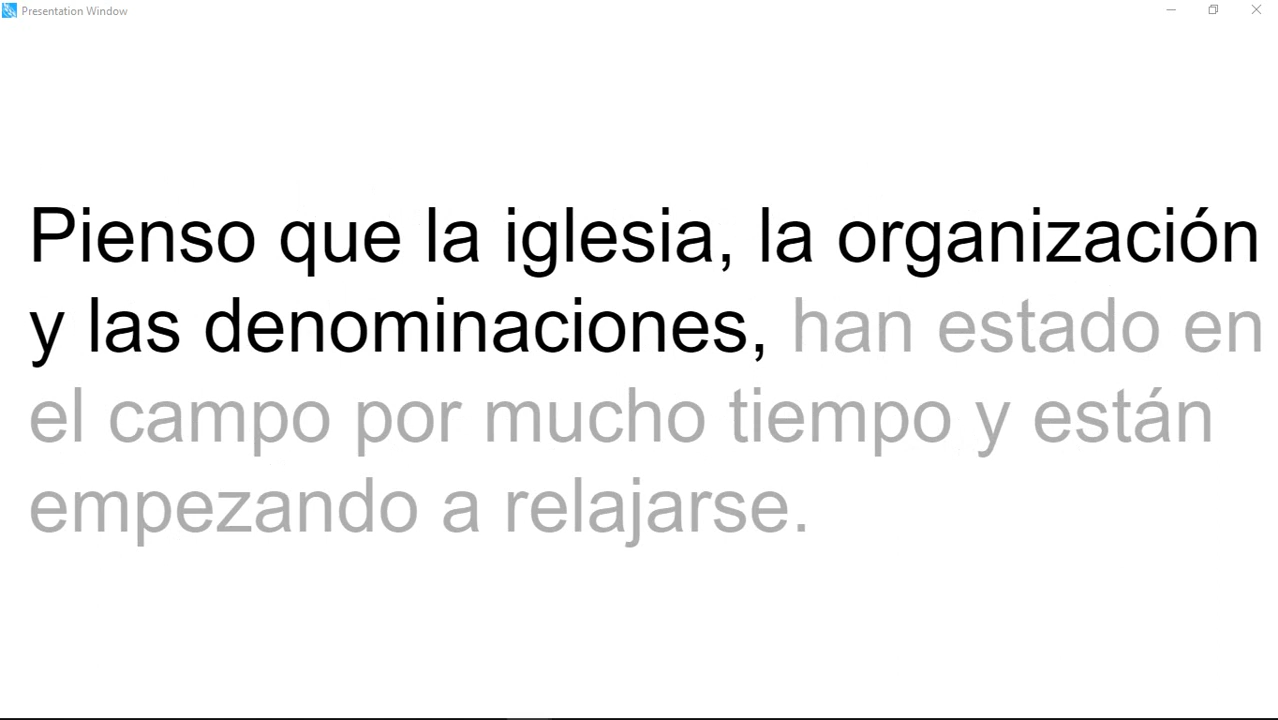 Presentation Window
Pienso que la iglesia, la organización
y las denominaciones, han estado en
el campo por mucho tiempo y están
empezando a relajarse.